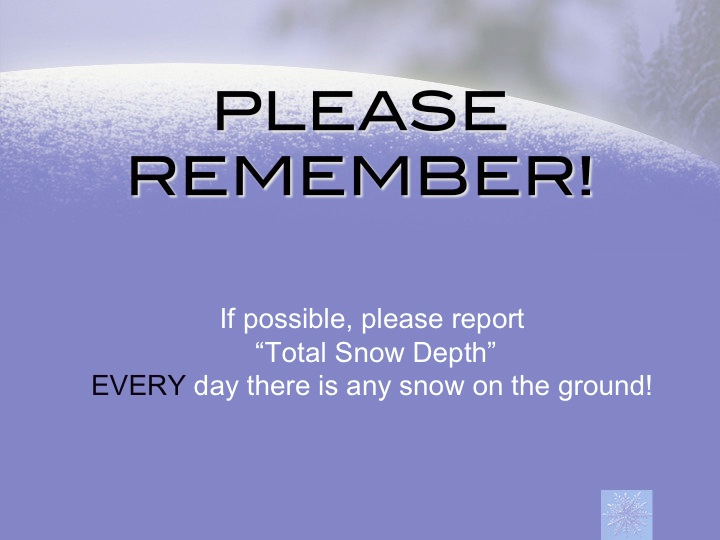 PLEASE
REMEMBER!
If possible, please report
“Total Snow Depth”
EVERY day there is any snow on the ground!